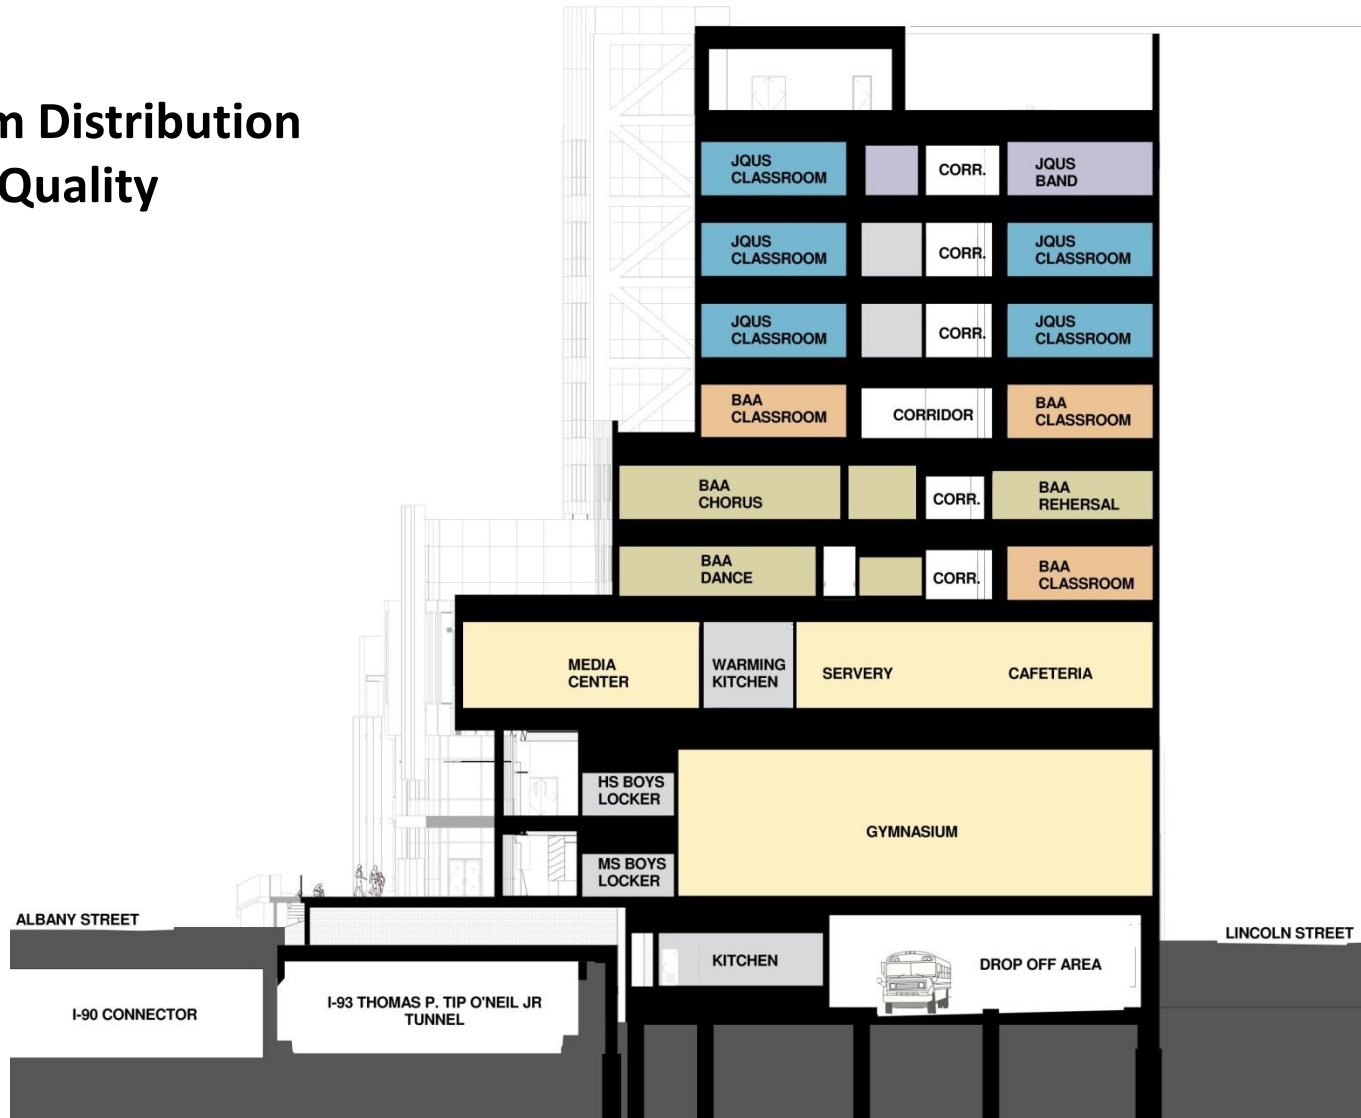 m Distribution
Quality
JQUS
CLASSROOM
CORR.
JQUS
BAND
JQUS
CLASSROOM
CORR.
JQUS
CLASSROOM
JQUS
CLASSROOM
CORR.
JQUS
CLASSROOM
BAA
CLASSROOM
CORRIDOR
BAA
CLASSROOM
BAA
CHORUS
CORR.
BAA
REHERSAL
BAA
DANCE
CORR.
BAA
CLASSROOM
MEDIA
CENTER
WARMING
KITCHEN
SERVERY
CAFETERIA
HS BOYS
LOCKER
GYMNASIUM
MS BOYS
LOCKER
ALBANY STREET
LINCOLN STREET
KITCHEN
DROP OFF AREA
I-90 CONNECTOR
I-93 THOMAS P. TIP O'NEIL JR
TUNNEL